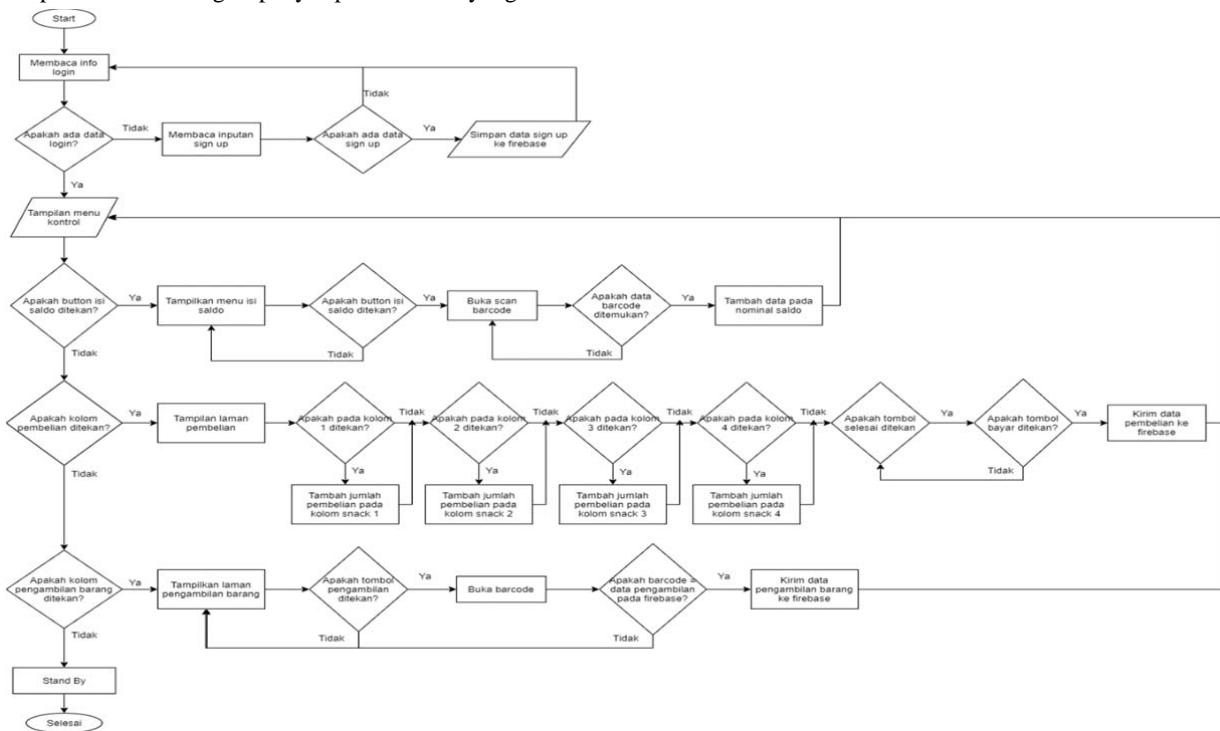 Start
Membaca info
login
Apakah ada data
login?
Tidak
Membaca inputan
sign up
Apakah ada data
sign up
Tidak
Ya
Simpan data sign up
ke firebase
Ya
Tampilan menu
kontrol
Apakah button isi
saldo ditekan?
Ya
Tampilkan menu isi
saldo
Apakah button isi
saldo ditekan?
Ya
Tidak
Buka scan
barcode
Apakah data
barcode
ditemukan?
Ya
Tidak
Tambah data pada
nominal saldo
Tidak
Apakah kolom
pembelian ditekan?
Ya
Tampilan laman
pembelian
Apakah pada kolom
1 ditekan?
Tidak
Ya
Tambah jumlah
pembelian pada
kolom snack 1
Apakah pada kolom
2 ditekan?
Tidak
Ya
Tambah jumlah
pembelian pada
kolom snack 2
Apakah pada kolom
3 ditekan?
Tidak
Ya
Tambah jumlah
pembelian pada
kolom snack 3
Apakah pada kolom
4 ditekan?
Tidak
Ya
Tambah jumlah
pembelian pada
kolom snack 4
Apakah tombol
selesai ditekan
Ya
Apakah tombol
bayar ditekan?
Ya
Tidak
Kirim data
pembelian ke
firebase
Tidak
Apakah kolom
pengambilan barang
ditekan?
Ya
Tampilkan laman
pengambilan barang
Apakah tombol
pengambilan
ditekan?
Ya
Tidak
Buka barcode
Apakah barcode =
data pengambilan
pada firebase?
Ya
Tidak
Kirim data
pengambilan barang
ke firebase
Tidak
Stand By
Selesai